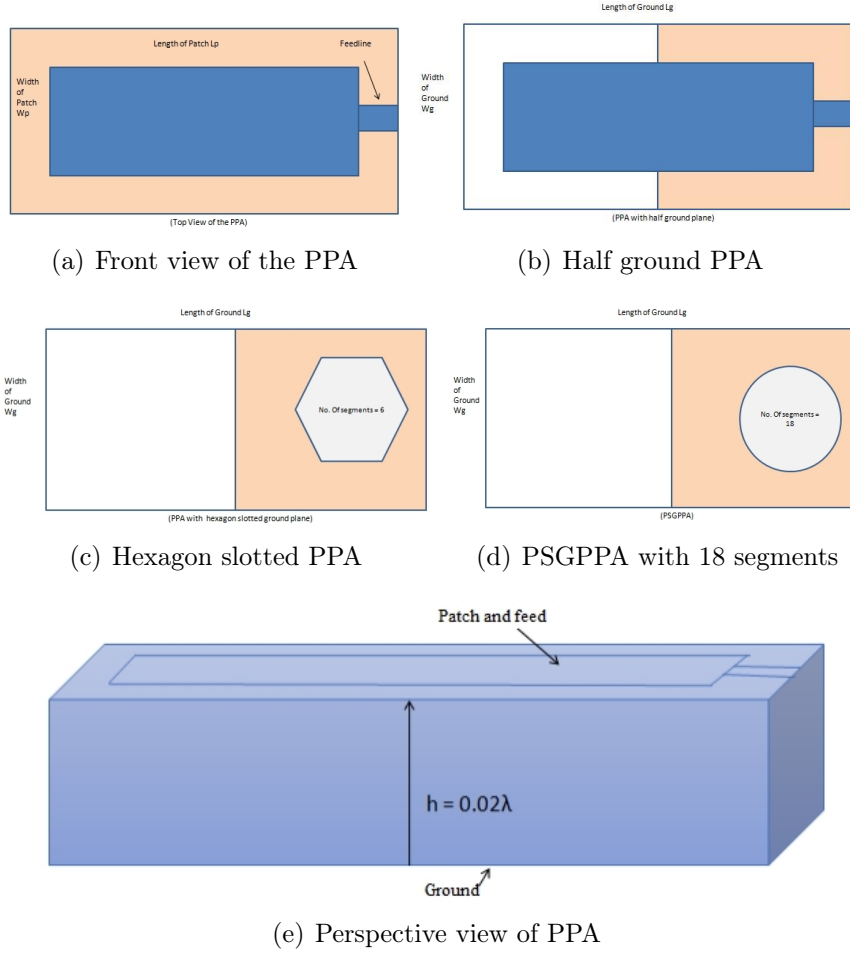 Length of Patch Lp
Feedline
Width
of
Patch
Wp
(Top View of the PPA)
(a) Front view of the PPA
Length of Ground Lg
Width
of
Ground
Wg
(PPA with half ground plane)
(b) Half ground PPA
Length of Ground Lg
Width
of
Ground
Wg
No. Of segments = 6
(PPA with hexagon slotted ground plane)
(c) Hexagon slotted PPA
Length of Ground Lg
Width
of
Ground
Wg
No. Of segments =
18
(PSGPPA)
(d) PSGPPA with 18 segments
Patch and feed
h = 0.02λ
Ground
(e) Perspective view of PPA